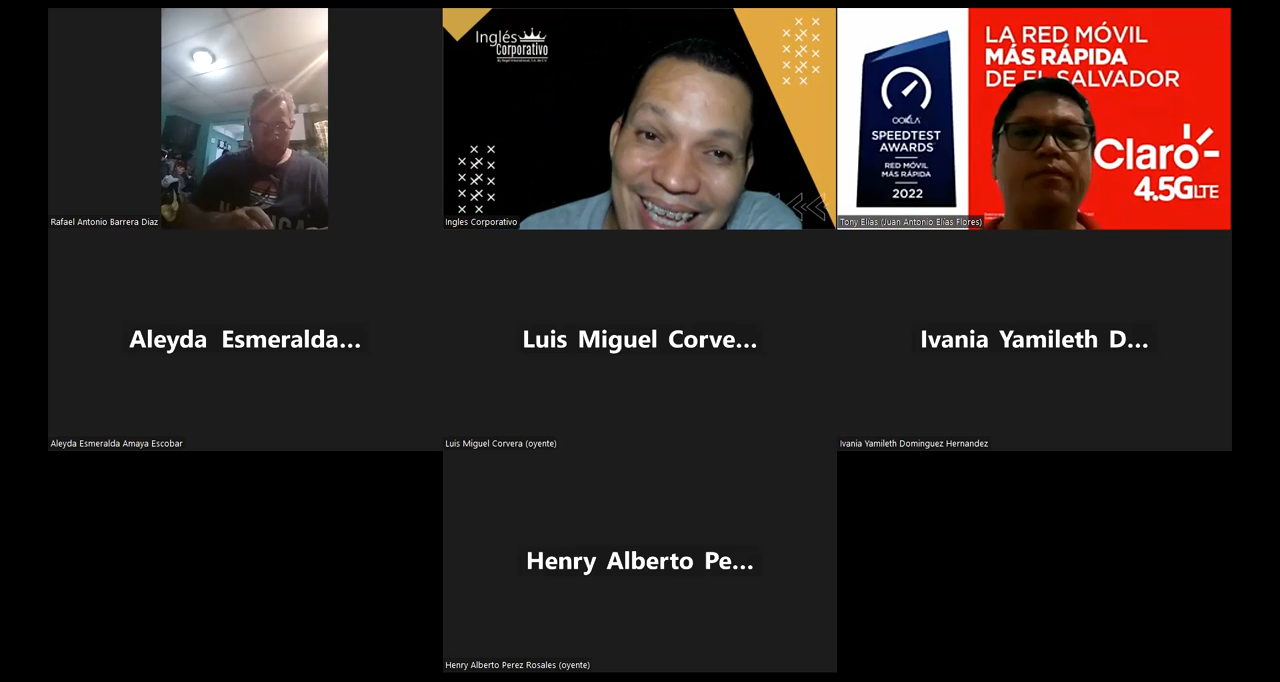 Rafael Antonio Barrera Diaz
Inglés
Corporativo
Ingles Corporativo
OOKLA
SPEEDTEST
AWARDS
RED MÓVIL
MÁS RÁPIDA
2022
LA RED MÓVIL
MÁS RÁPIDA
DE EL SALVADOR
Claro
4.5G LTE
Tony Elías (Juan Antonio Elías Flores)
Aleyda Esmeralda...
Aleyda Esmeralda Amaya Escobar
Luis Miguel Corve...
Luis Miguel Corvera (oyente)
Ivania Yamileth D...
Ivania Yamileth Dominguez Hernandez
Henry Alberto Pe...
Henry Alberto Perez Rosales (oyente)